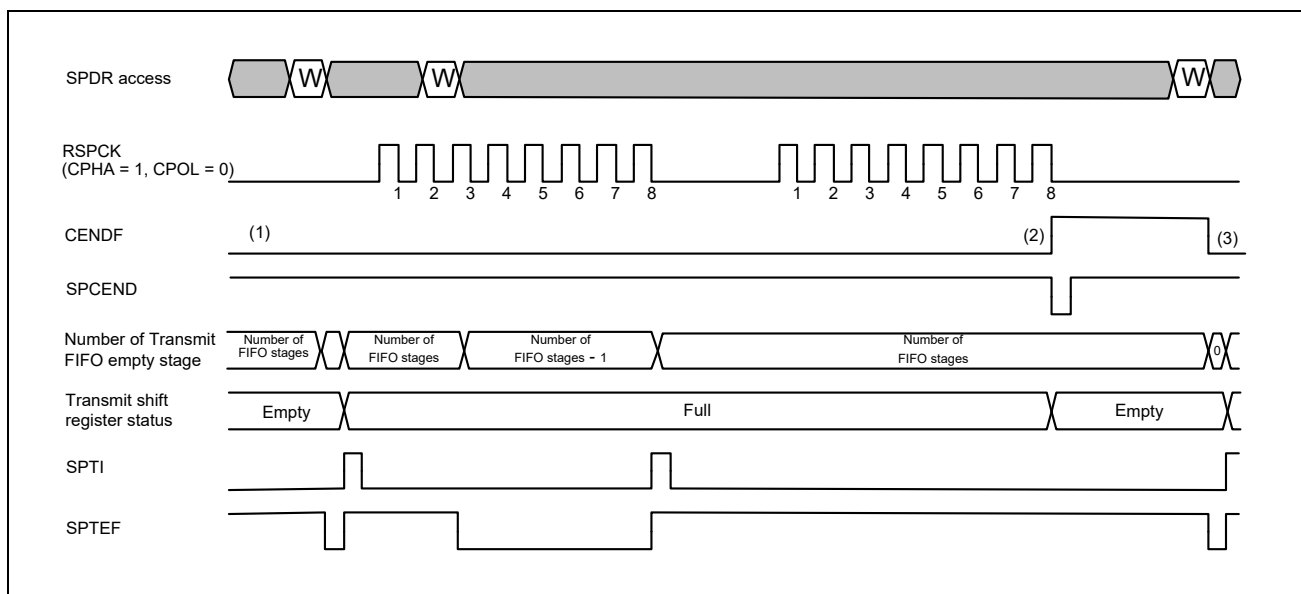 SPDR access
W W W
RSPCK
(CPHA = 1, CPOL = 0)
1 2 3 4 5 6 7 8 1 2 3 4 5 6 7 8
CENDF (1) (2) (3)
SPCEND
Number of Transmit
FIFO empty stage
Number of
FIFO stages
Number of
FIFO stages
Number of
FIFO stages - 1
Number of
FIFO stages
0
Transmit shift
register status
Empty Full Empty
SPTI
SPTEF